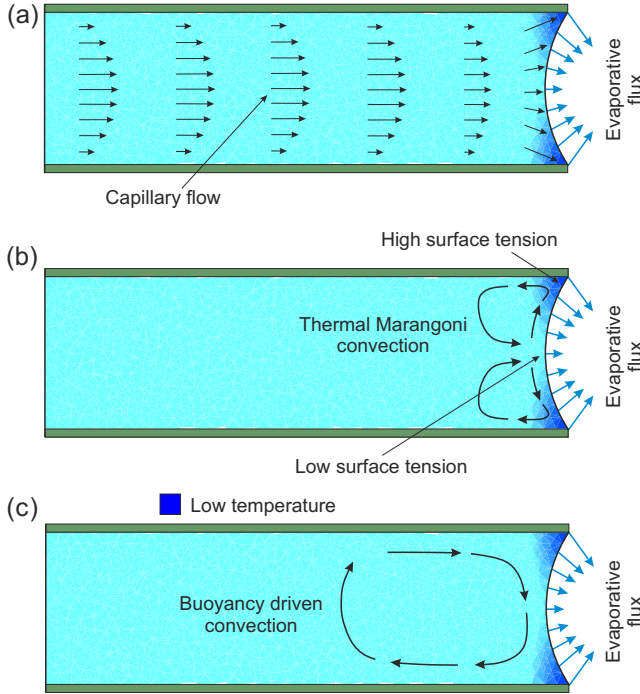 (a)
Evaporative
flux
Capillary flow
High surface tension
(b)
Thermal Marangoni
convection
Evaporative
flux
Low surface tension
(c)
Low temperature
Buoyancy driven
convection
Evaporative
flux